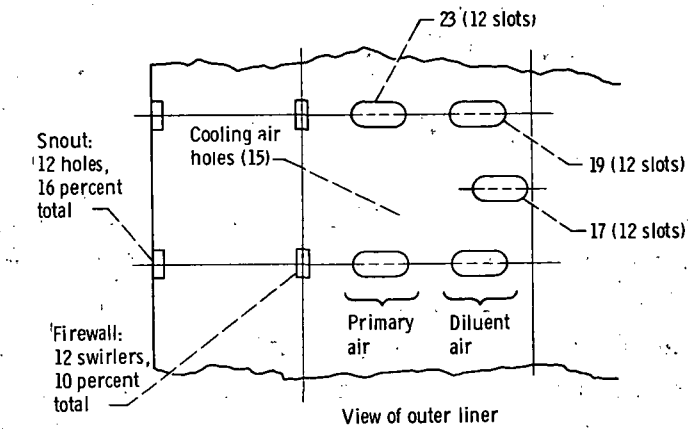 23 (12 slots)
Snout:
12 holes,
16 percent
total
Cooling air
holes (15)
19 (12 slots)
17 (12 slots)
Firewall:
12 swirlers,
10 percent
total
Primary
air
Diluent
air
View of outer liner